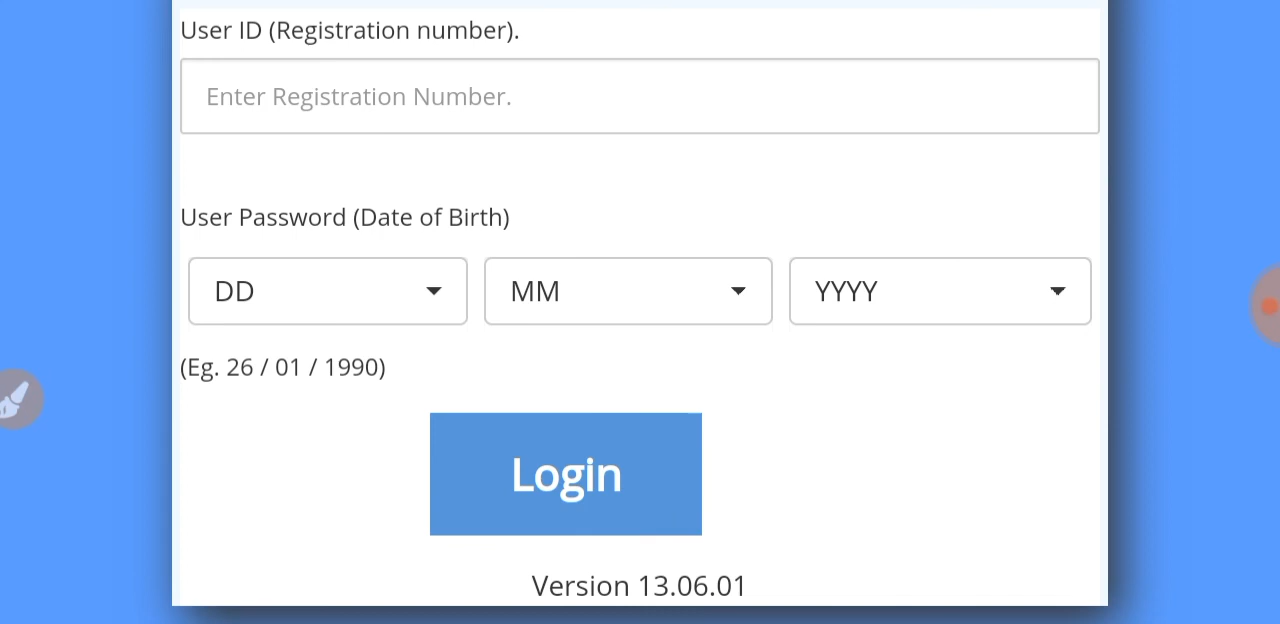 User ID (Registration number).
Enter Registration Number.
User Password (Date of Birth)
DD MM YYYY
(Eg. 26 / 01 / 1990)
Login
Version 13.06.01